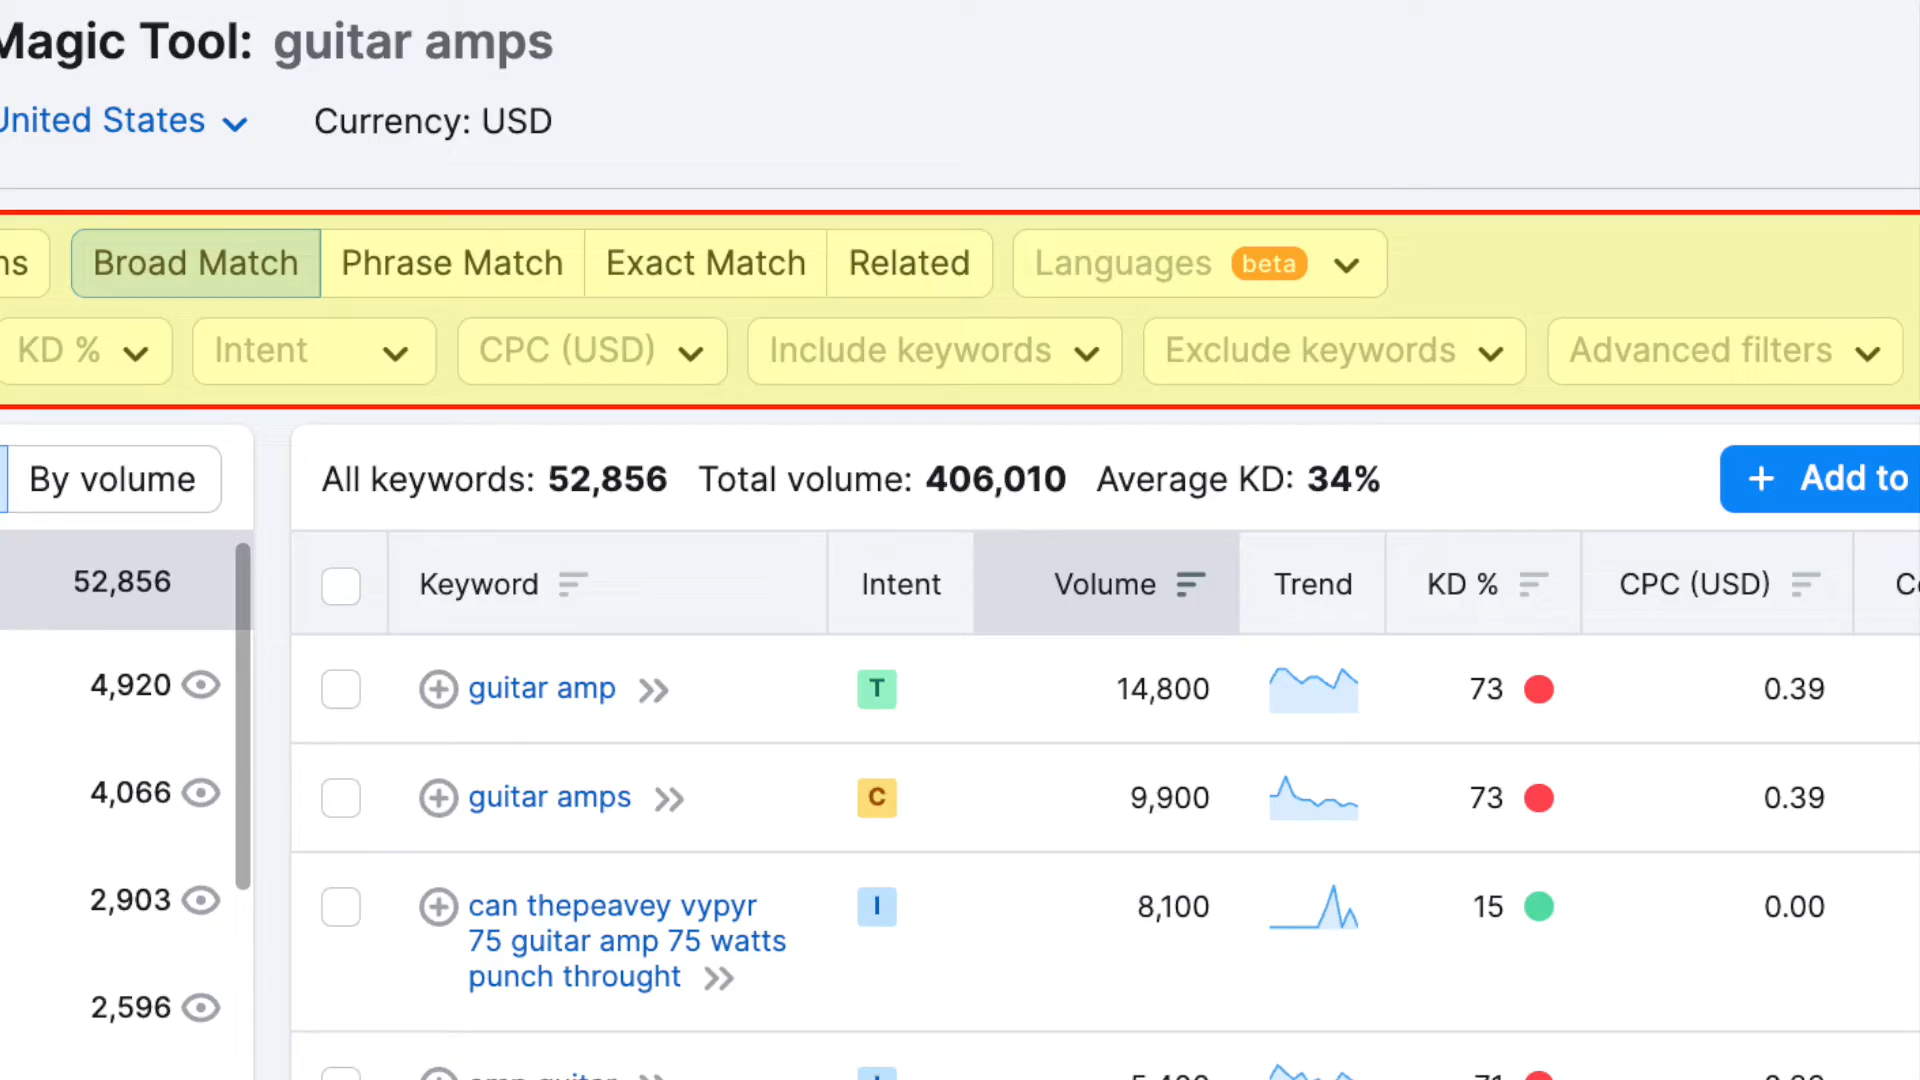 Magic Tool: guitar amps
United States Currency: USD
ns Broad Match Phrase Match Exact Match Related Languages beta
KD % Intent CPC (USD) Include keywords Exclude keywords Advanced filters
By volume All keywords: 52,856 Total volume: 406,010 Average KD: 34% + Add to
52,856 Keyword Intent Volume Trend KD % CPC (USD)
4,920 guitar amp T 14,800 73 0.39
4,066 guitar amps C 9,900 73 0.39
2,903 can thepeavey vypyr I 8,100 15 0.00
75 guitar amp 75 watts
punch throught
2,596